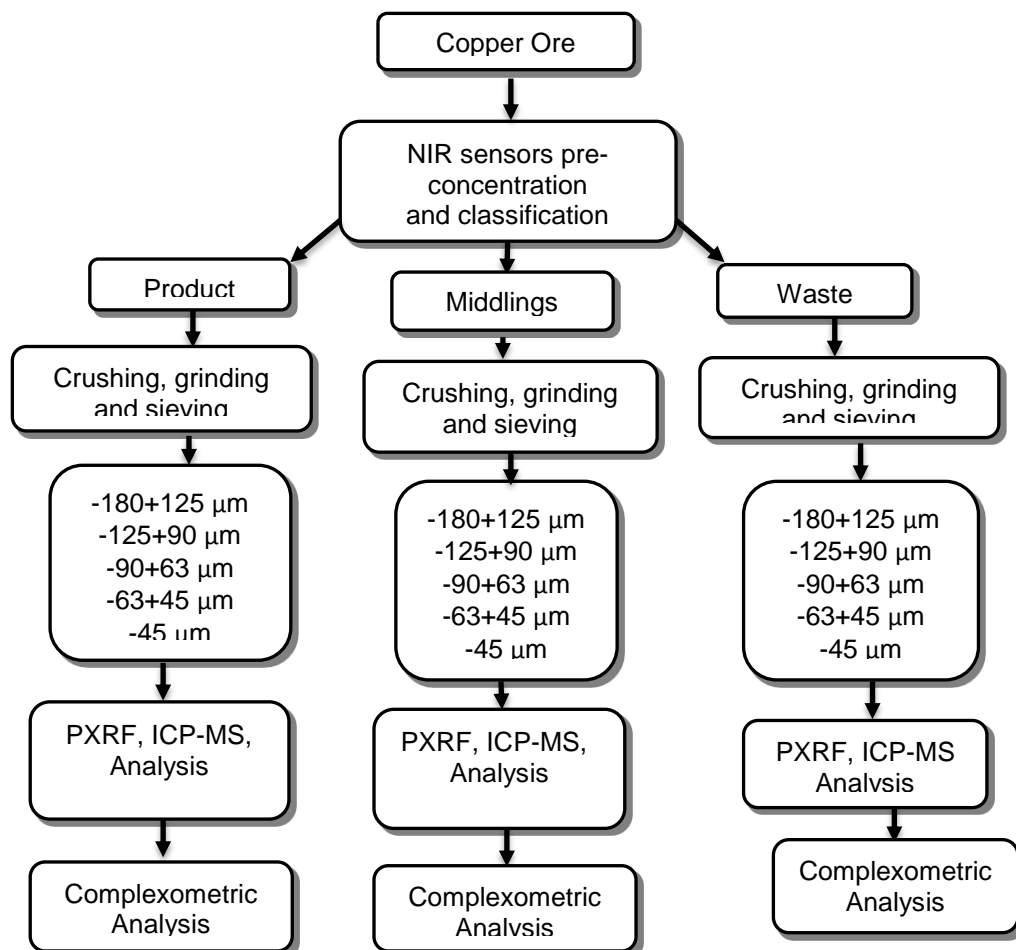 Copper Ore
NIR sensors pre-
concentration
and classification
Product
Middlings
Waste
Crushing, grinding
and sieving
Crushing, grinding
and sieving
Crushing, grinding
and sieving
-180+125 µm
-125+90 µm
-90+63 µm
-63+45 µm
-45 µm
-180+125 µm
-125+90 µm
-90+63 µm
-63+45 µm
-45 µm
-180+125 µm
-125+90 µm
-90+63 µm
-63+45 µm
-45 µm
PXRF, ICP-MS,
Analysis
PXRF, ICP-MS,
Analysis
PXRF, ICP-MS
Analysis
Complexometric
Analysis
Complexometric
Analysis
Complexometric
Analysis